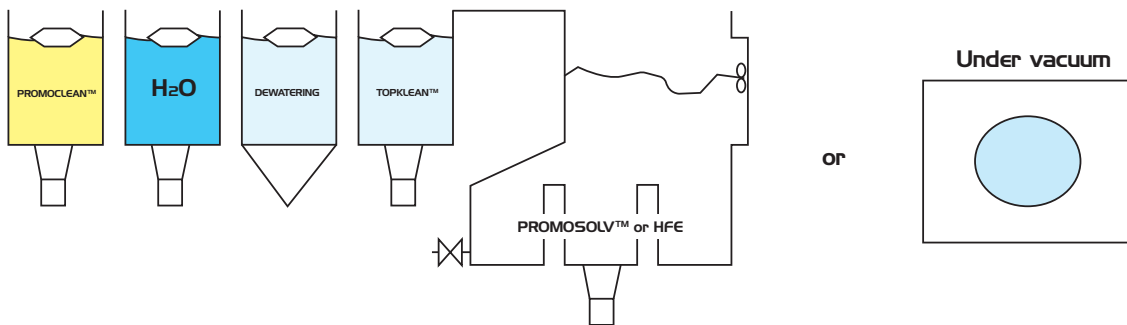 PROMOCLEAN™
H₂O
DEWATERING
TOPKLEAN™
PROMOSOLV™ or HFE
or
Under vacuum